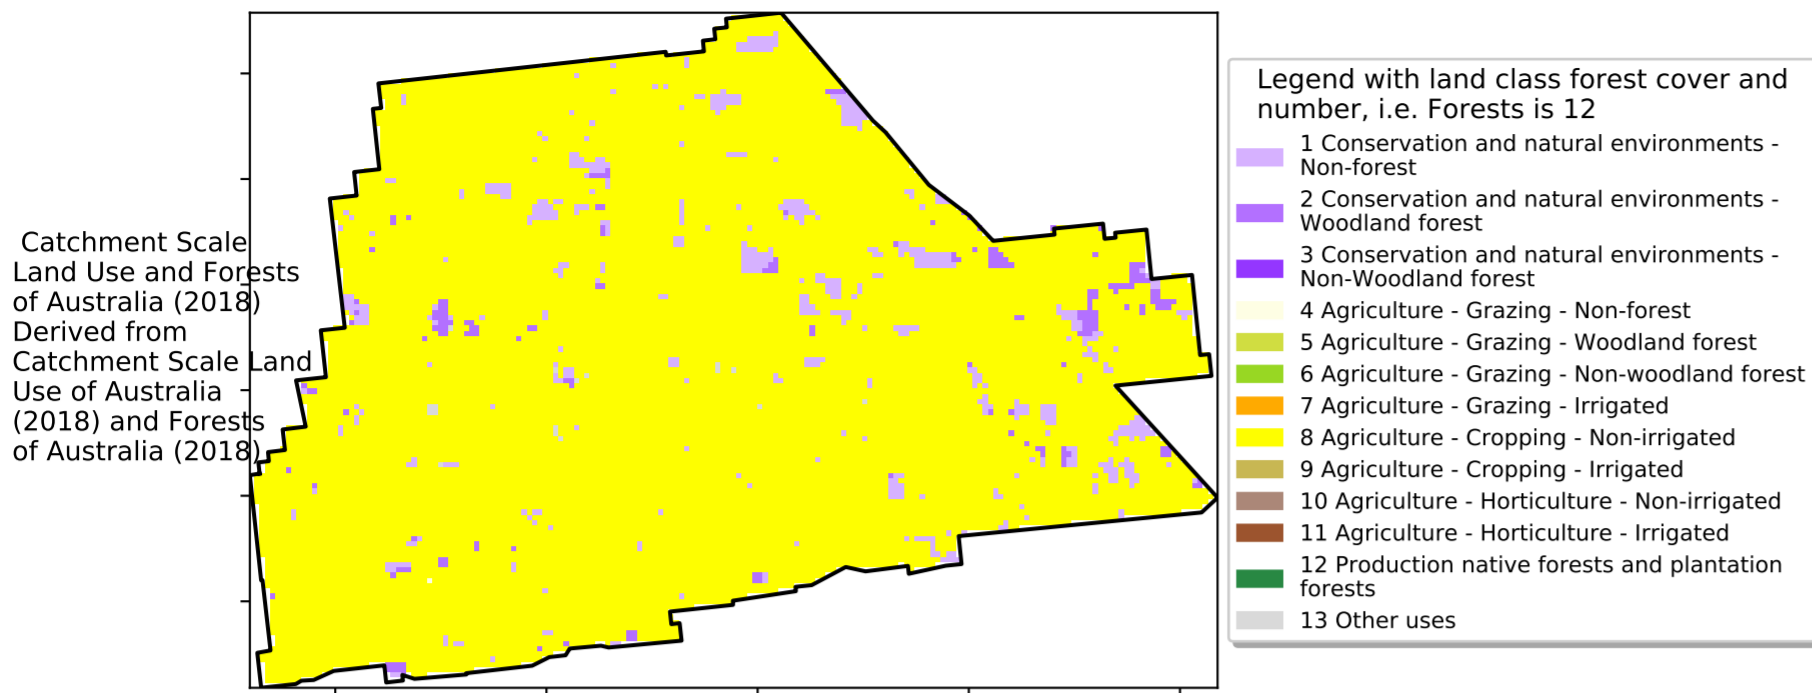 Catchment Scale
Land Use and Forests
of Australia (2018)
Derived from
Catchment Scale Land
Use of Australia
(2018) and Forests
of Australia (2018)
Legend with land class forest cover and
number, i.e. Forests is 12
1 Conservation and natural environments -
Non-forest
2 Conservation and natural environments -
Woodland forest
3 Conservation and natural environments -
Non-Woodland forest
4 Agriculture - Grazing - Non-forest
5 Agriculture - Grazing - Woodland forest
6 Agriculture - Grazing - Non-woodland forest
7 Agriculture - Grazing - Irrigated
8 Agriculture - Cropping - Non-irrigated
9 Agriculture - Cropping - Irrigated
10 Agriculture - Horticulture - Non-irrigated
11 Agriculture - Horticulture - Irrigated
12 Production native forests and plantation
forests
13 Other uses